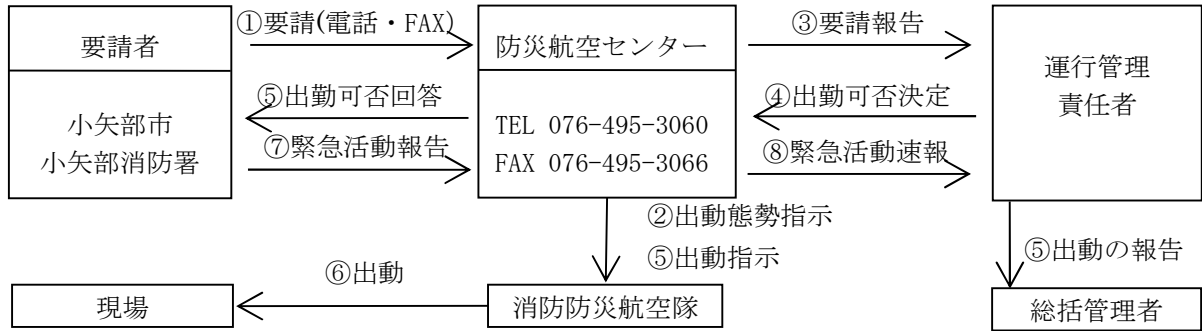 ①要請(電話・FAX)
③要請報告
要請者
防災航空センター
運行管理
責任者
⑤出勤可否回答
④出勤可否決定
小矢部市
小矢部消防署
TEL 076-495-3060
FAX 076-495-3066
⑦緊急活動報告
⑧緊急活動速報
②出動態勢指示
⑤出動指示
⑤出動の報告
⑥出動
現場
消防防災航空隊
総括管理者